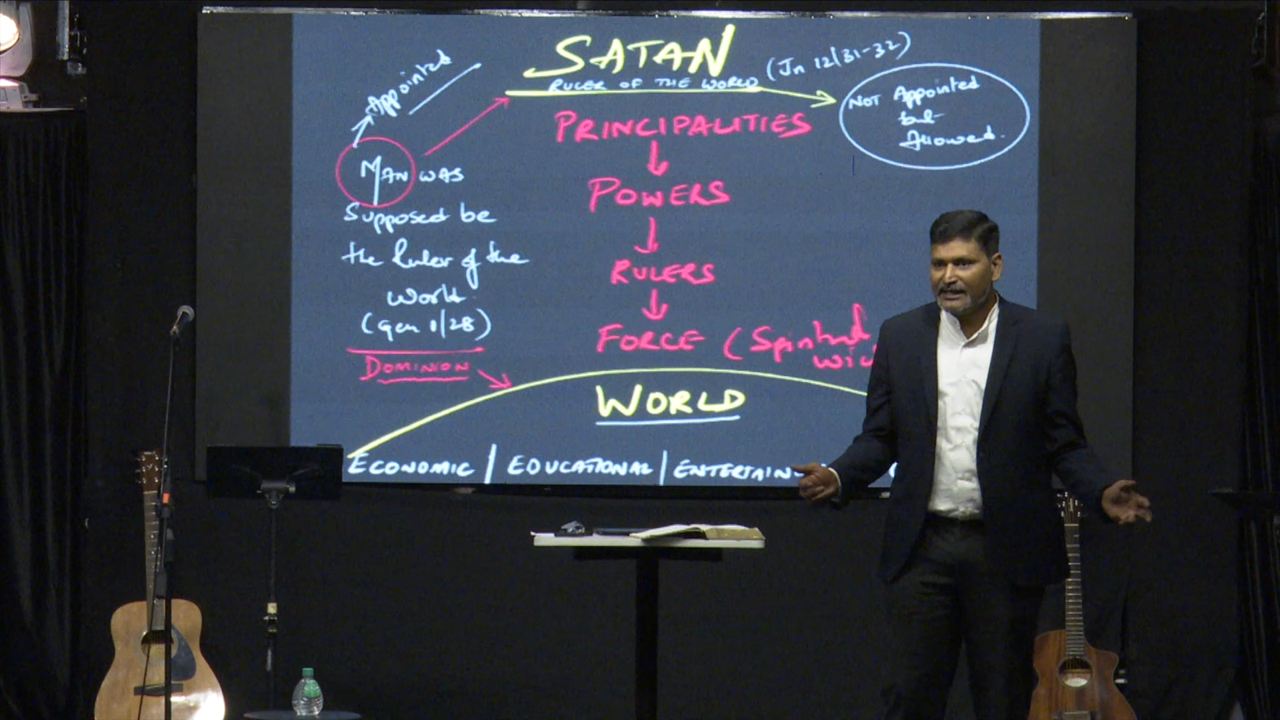 SATAN
RULER OF THE WORLD
(Jn 12/31-32)
NOT Appointed
but
Allowed.
Appointed
MAN was
Supposed be
the Ruler of the
World.
(Gen 1/28)
DOMINION
PRINCIPALITIES
POWERS
RULERS
FORCE (Spiritual
WORLD
ECONOMIC | EDUCATIONAL | ENTERTAIN